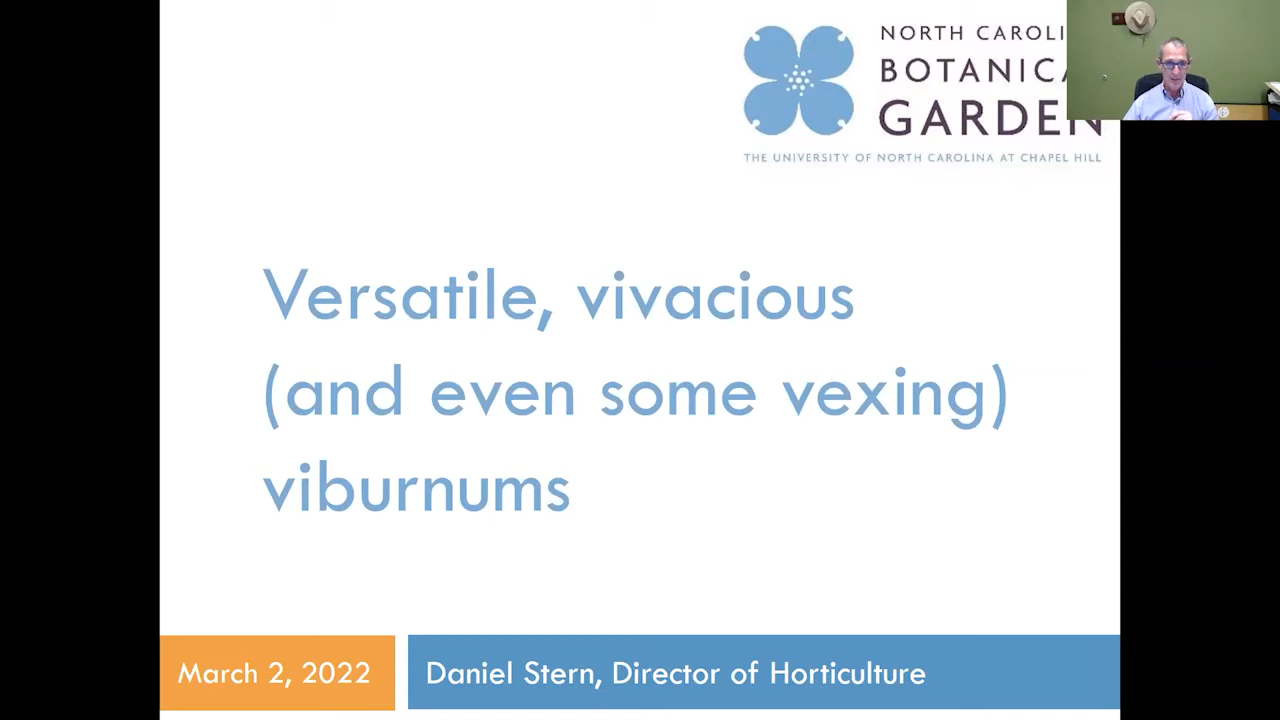 NORTH CAROLI
BOTANICA
GARDEN
THE UNIVERSITY OF NORTH CAROLINA AT CHAPEL HILL
Versatile, vivacious
(and even some vexing)
viburnums
March 2, 2022
Daniel Stern, Director of Horticulture